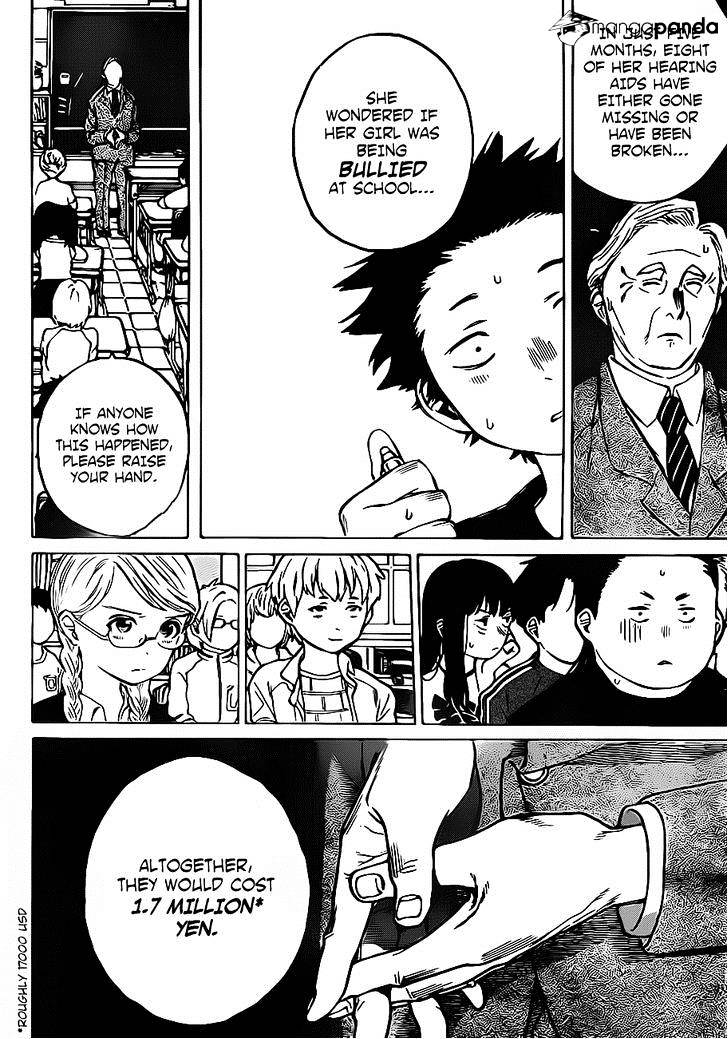 mangapanda
IN JUST FIVE
MONTHS, EIGHT
OF HER HEARING
AIDS HAVE
EITHER GONE
MISSING OR
HAVE BEEN
BROKEN...
SHE
WONDERED IF
HER GIRL WAS
BEING
BULLIED
AT SCHOOL...
IF ANYONE
KNOWS HOW
THIS HAPPENED,
PLEASE RAISE
YOUR HAND.
ALTOGETHER,
THEY WOULD COST
1.7 MILLION*
YEN.
*ROUGHLY 17000 USD